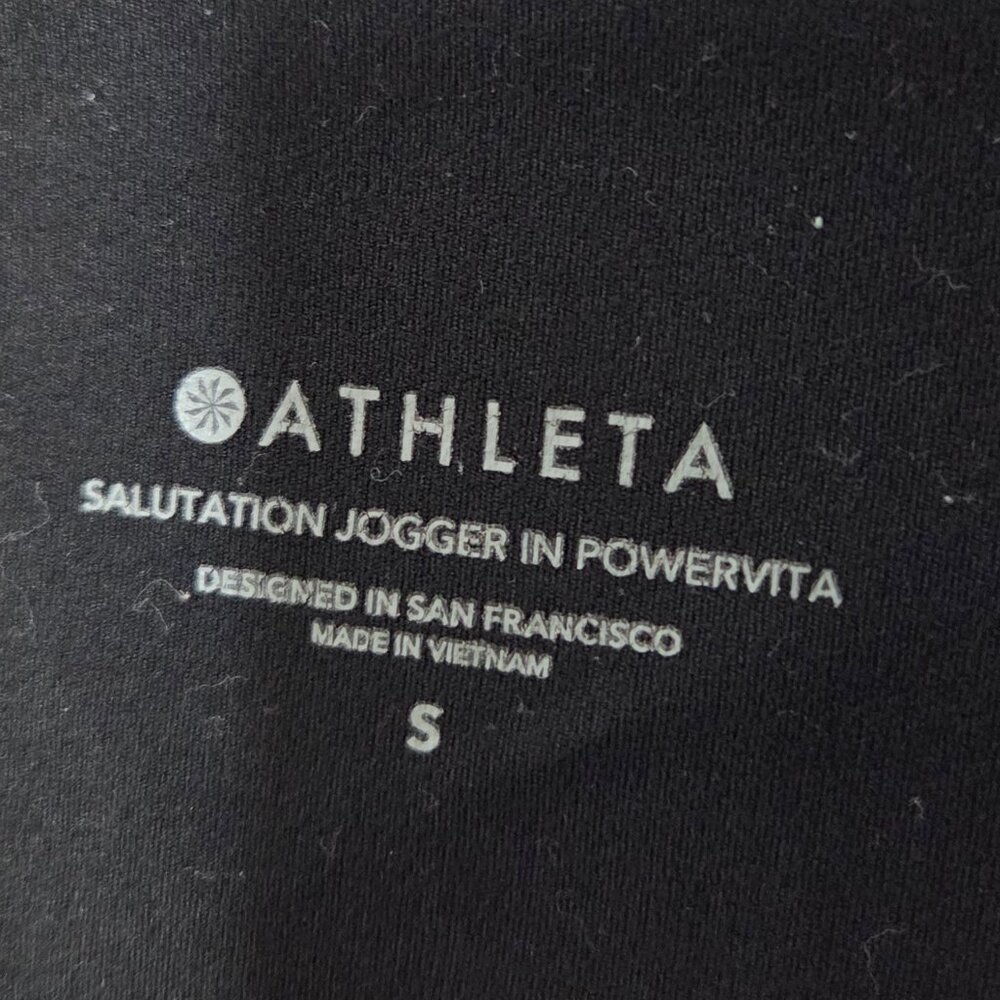 ATHLETA
SALUTATION JOGGER IN POWERVITA
DESIGNED IN SAN FRANCISCO
MADE IN VIETNAM
S